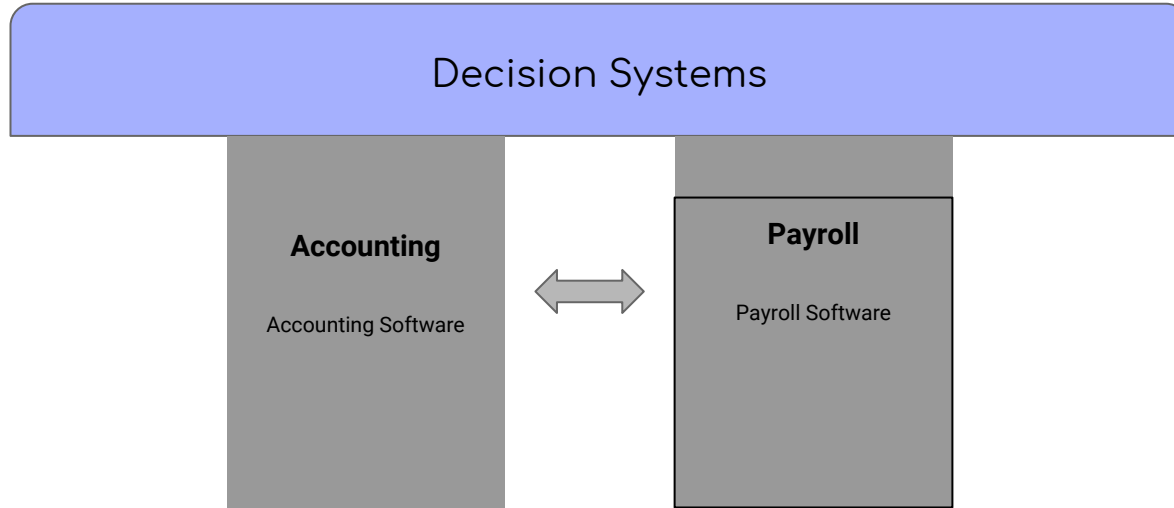 Decision Systems
Accounting
Accounting Software
Payroll
Payroll Software